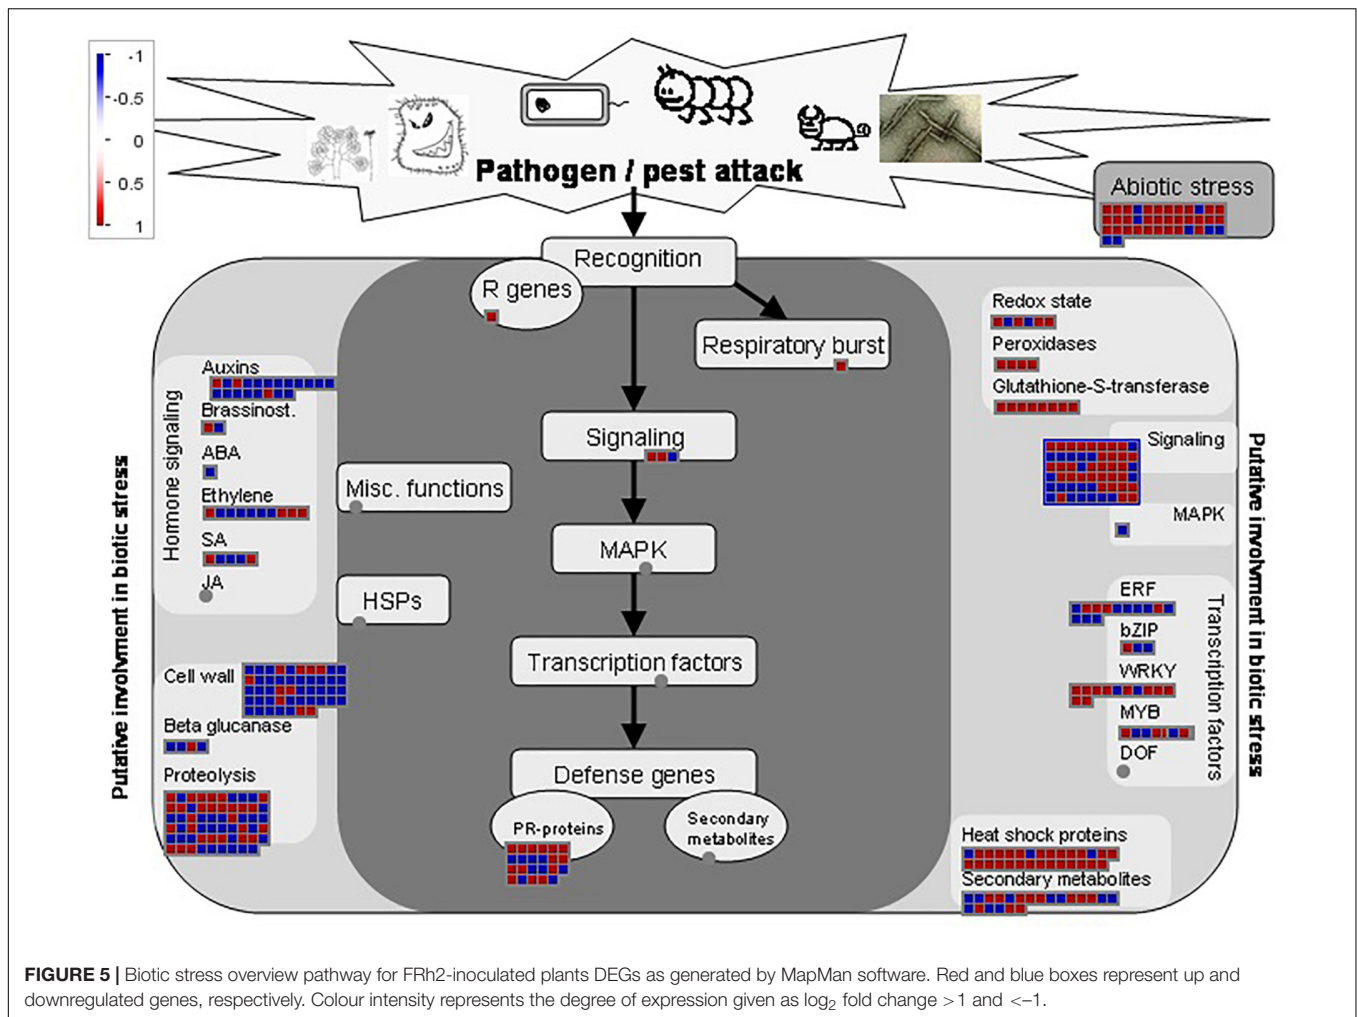 -1
-0.5
0
0.5
1
Pathogen / pest attack
Abiotic stress
Recognition
R genes
Respiratory burst
Signaling
Misc. functions
MAPK
HSPs
Transcription factors
Defense genes
PR-proteins
Secondary
metabolites
Putative involvment in biotic stress
Hormone signaling
Auxins
Brassinost.
ABA
Ethylene
SA
JA
Cell wall
Beta glucanase
Proteolysis
Redox state
Peroxidases
Glutathione-S-transferase
Signaling
MAPK
ERF
bZIP
WRKY
MYB
DOF
Transcription factors
Putative involvment in biotic stress
Heat shock proteins
Secondary metabolites
FIGURE 5 | Biotic stress overview pathway for FRh2-inoculated plants DEGs as generated by MapMan software. Red and blue boxes represent up and
downregulated genes, respectively. Colour intensity represents the degree of expression given as log₂ fold change >1 and <–1.